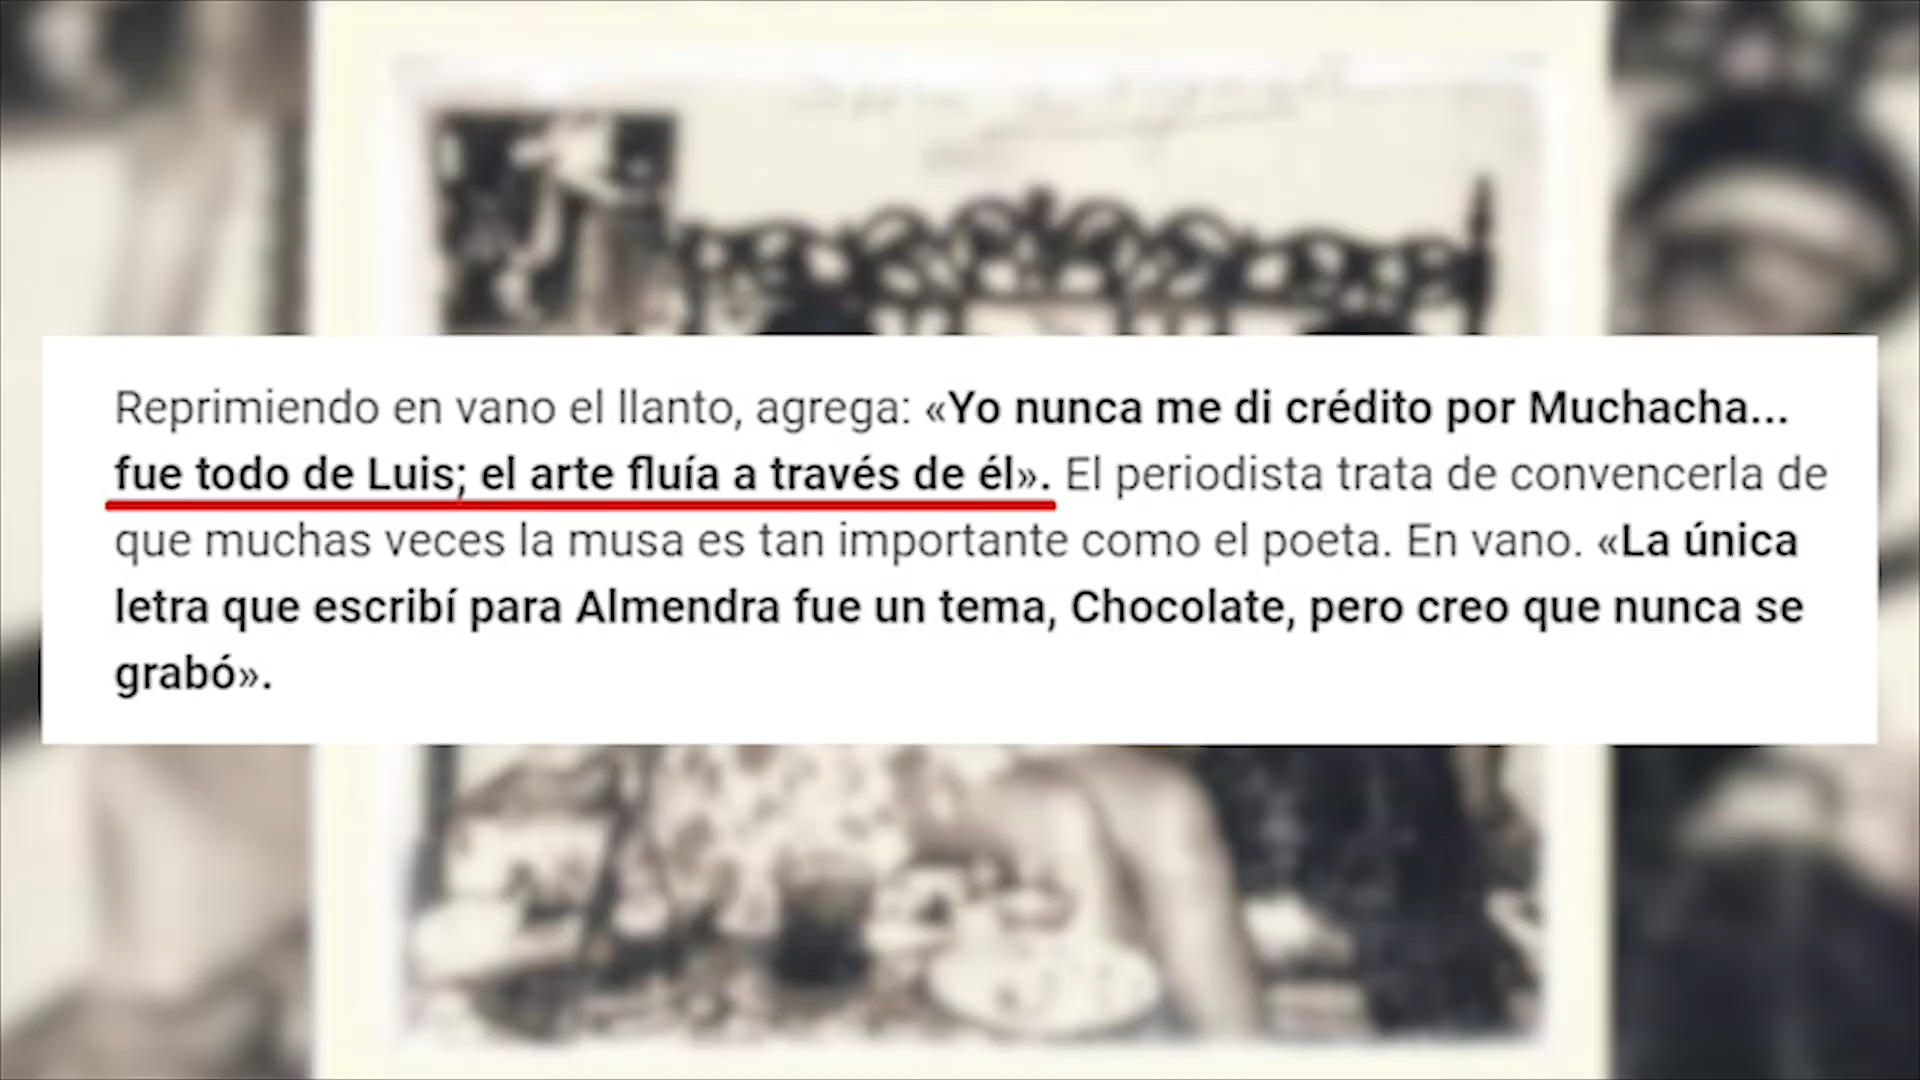 Reprimiendo en vano el llanto, agrega: «Yo nunca me di crédito por Muchacha...
fue todo de Luis; el arte fluía a través de él». El periodista trata de convencerla de
que muchas veces la musa es tan importante como el poeta. En vano. «La única
letra que escribí para Almendra fue un tema, Chocolate, pero creo que nunca se
grabó».